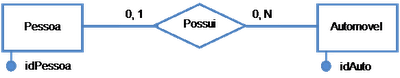 Pessoa 0, 1 Possui 0, N Automovel
idPessoa idAuto